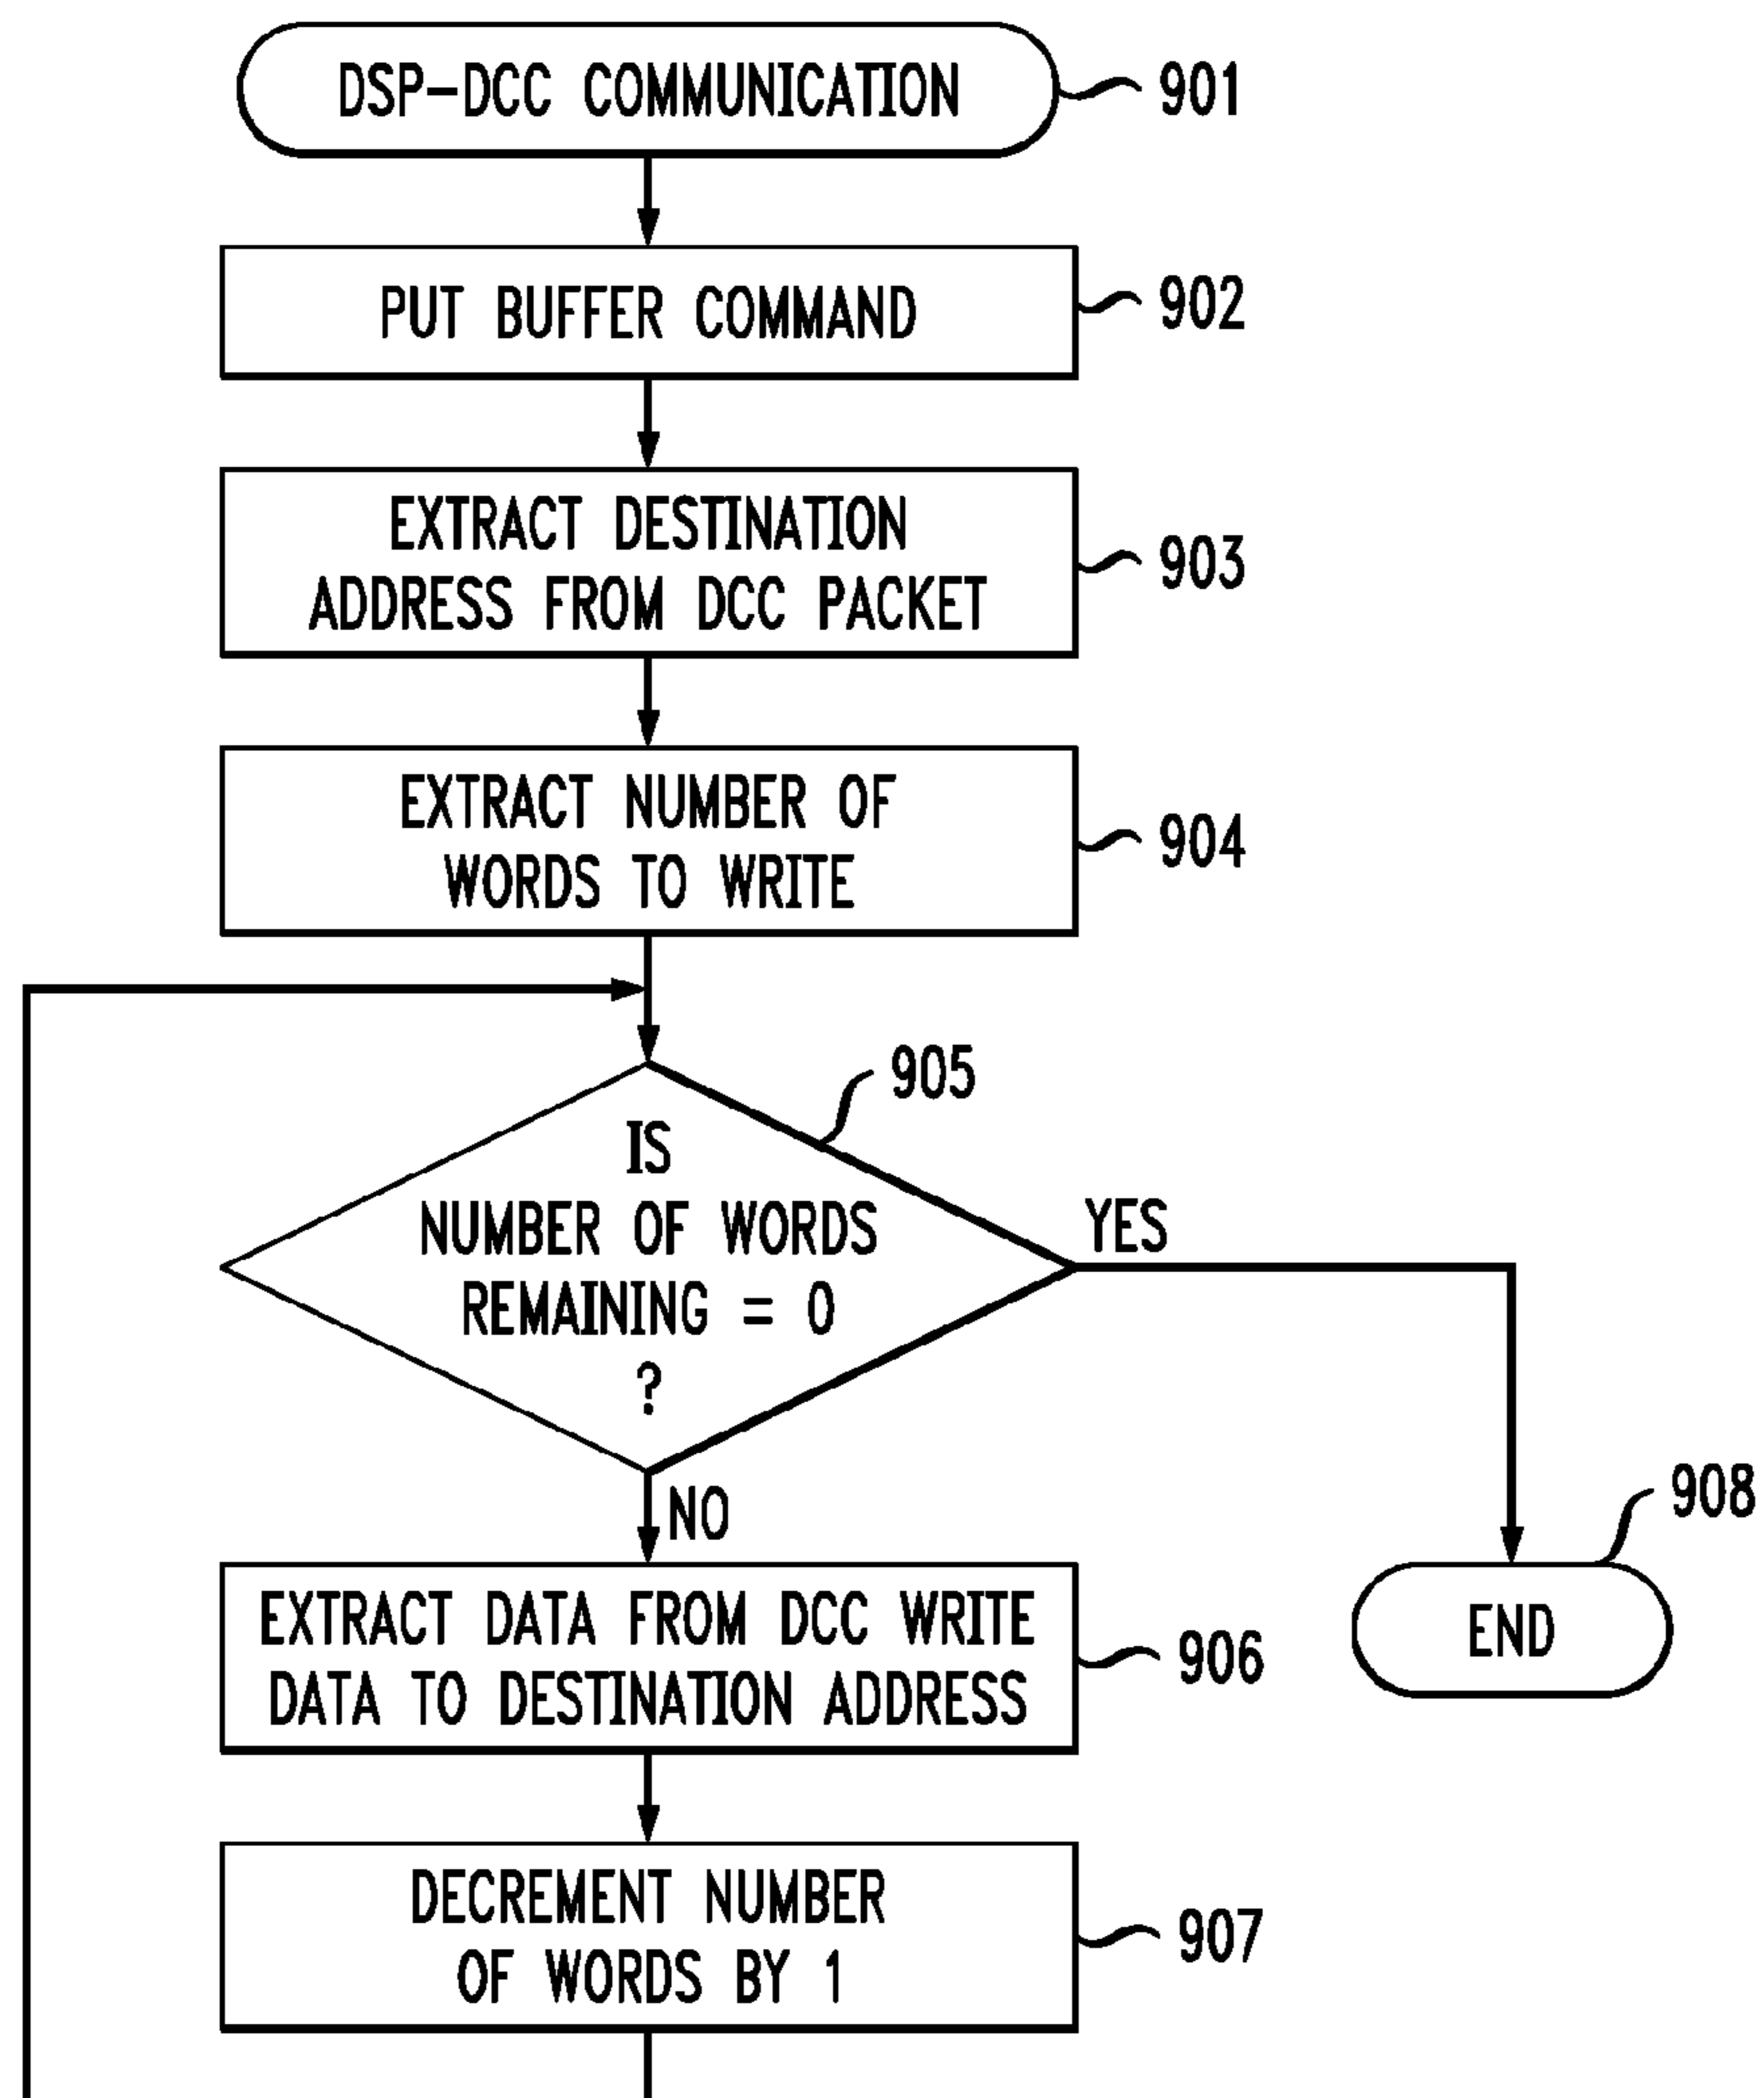 DSP-DCC COMMUNICATION
901
PUT BUFFER COMMAND
902
EXTRACT DESTINATION
ADDRESS FROM DCC PACKET
903
EXTRACT NUMBER OF
WORDS TO WRITE
904
905
IS
NUMBER OF WORDS
REMAINING = 0
?
YES
NO
908
END
EXTRACT DATA FROM DCC WRITE
DATA TO DESTINATION ADDRESS
906
DECREMENT NUMBER
OF WORDS BY 1
907